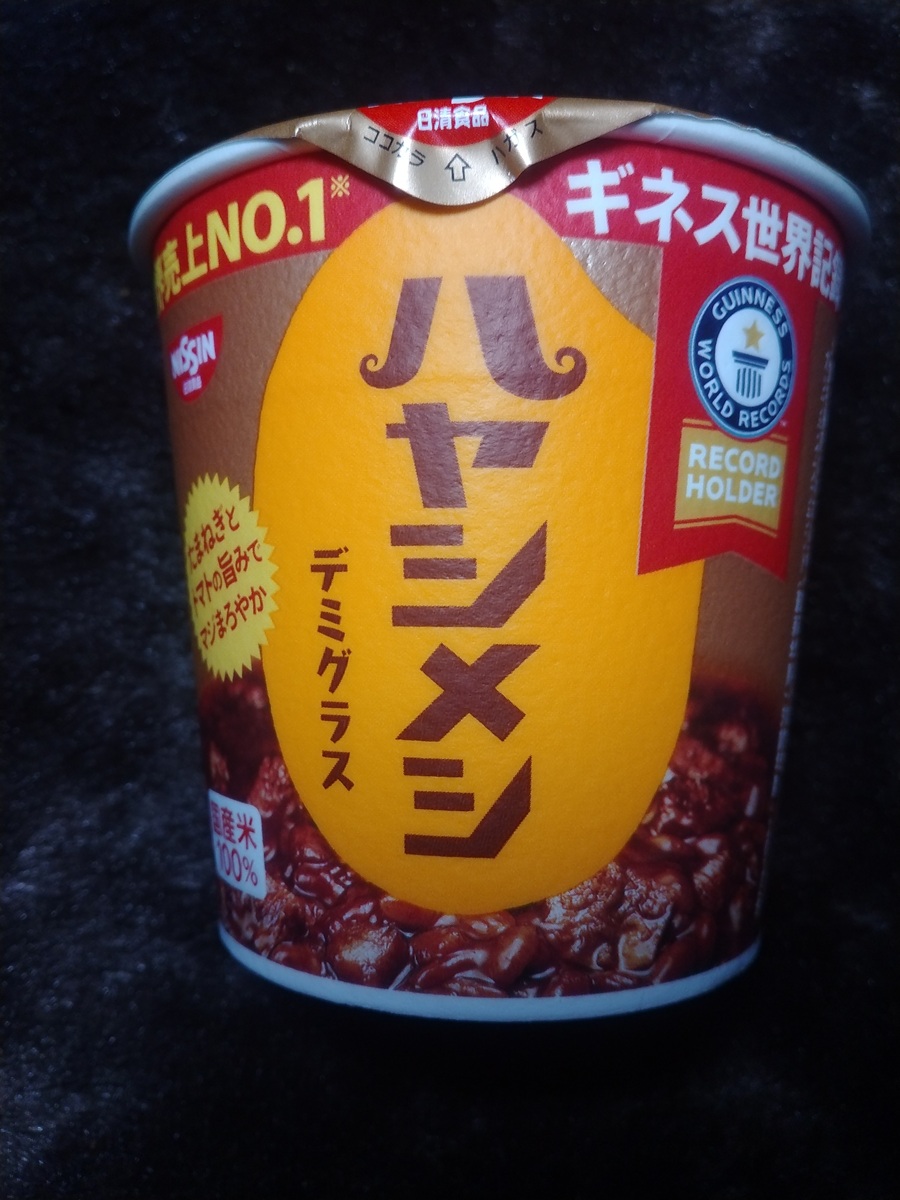 日清食品
ココカラ ハガス
売上NO.1※
ギネス世界記録
NISSIN
GUINNESS
WORLD RECORDS
RECORD
HOLDER
ハヤシメシ
デミグラス
たまねぎと
トマトの旨みで
マジまろやか
国産米
100%